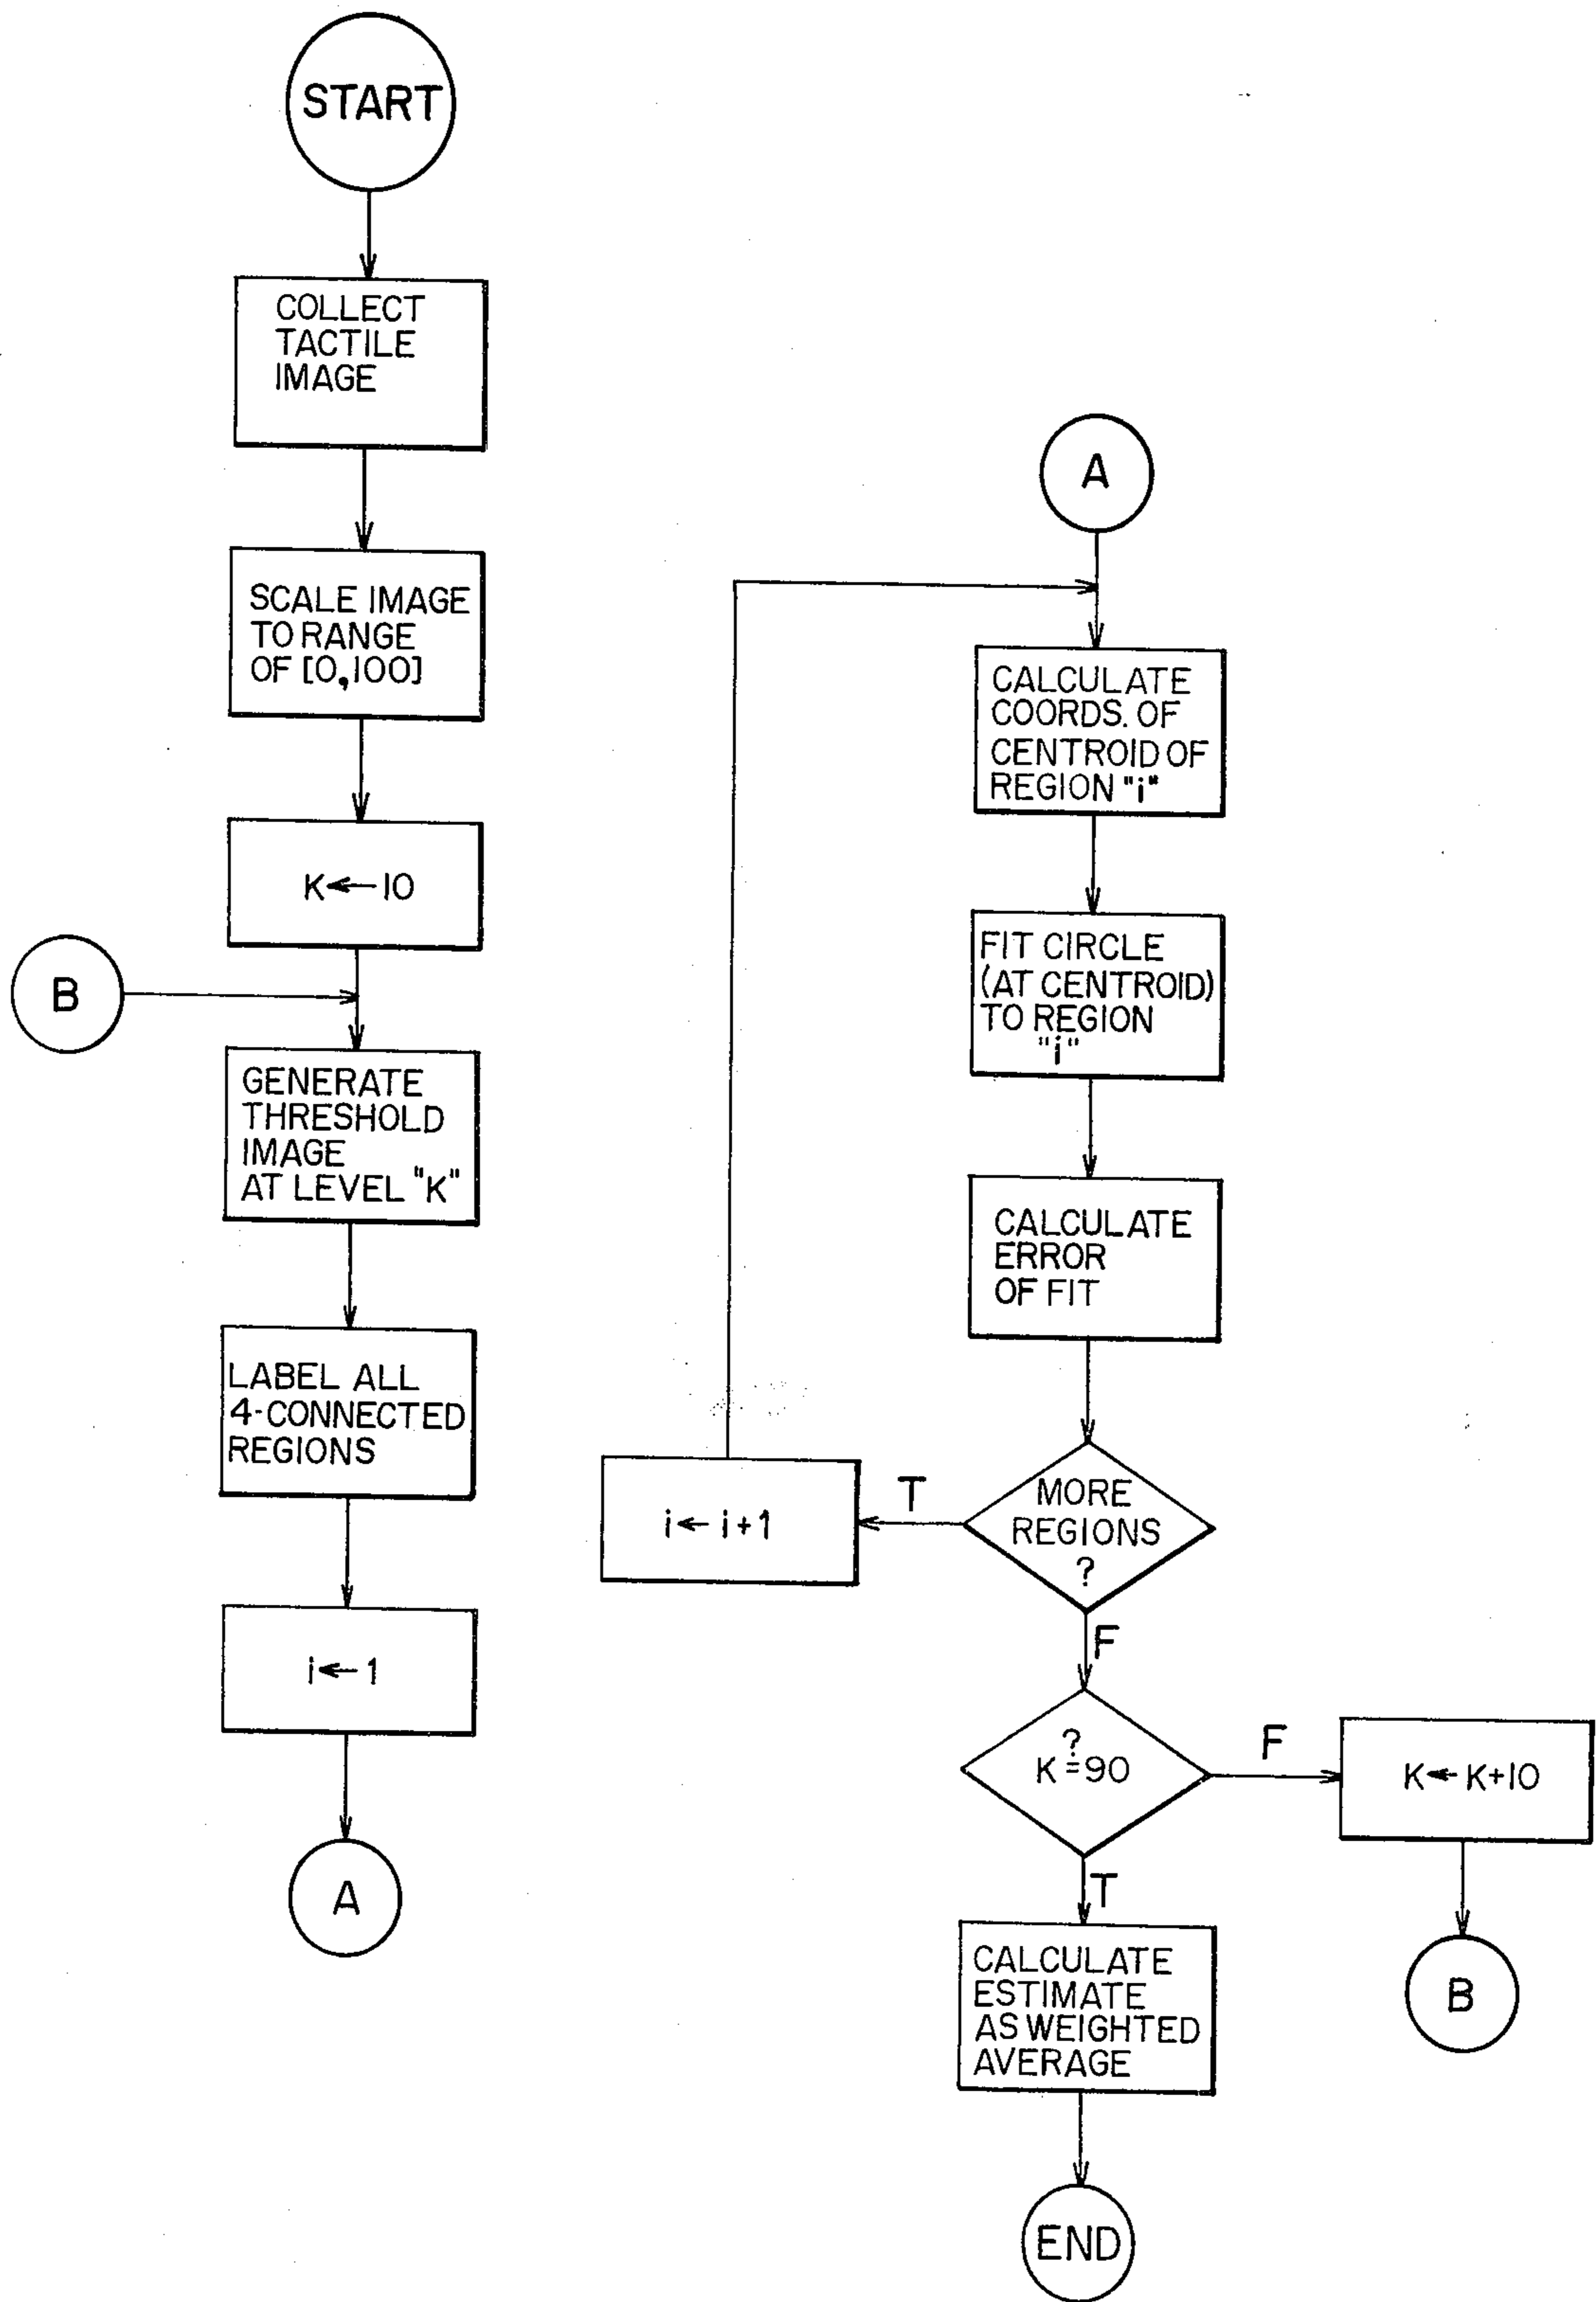 START
COLLECT
TACTILE
IMAGE
SCALE IMAGE
TO RANGE
OF [0,100]
K←10
B
GENERATE
THRESHOLD
IMAGE
AT LEVEL "K"
LABEL ALL
4-CONNECTED
REGIONS
i←1
A
A
CALCULATE
COORDS. OF
CENTROID OF
REGION "i"
FIT CIRCLE
(AT CENTROID)
TO REGION
"i"
CALCULATE
ERROR
OF FIT
MORE
REGIONS
?
T
i←i+1
F
?
K=90
F
K←K+10
B
T
CALCULATE
ESTIMATE
AS WEIGHTED
AVERAGE
END